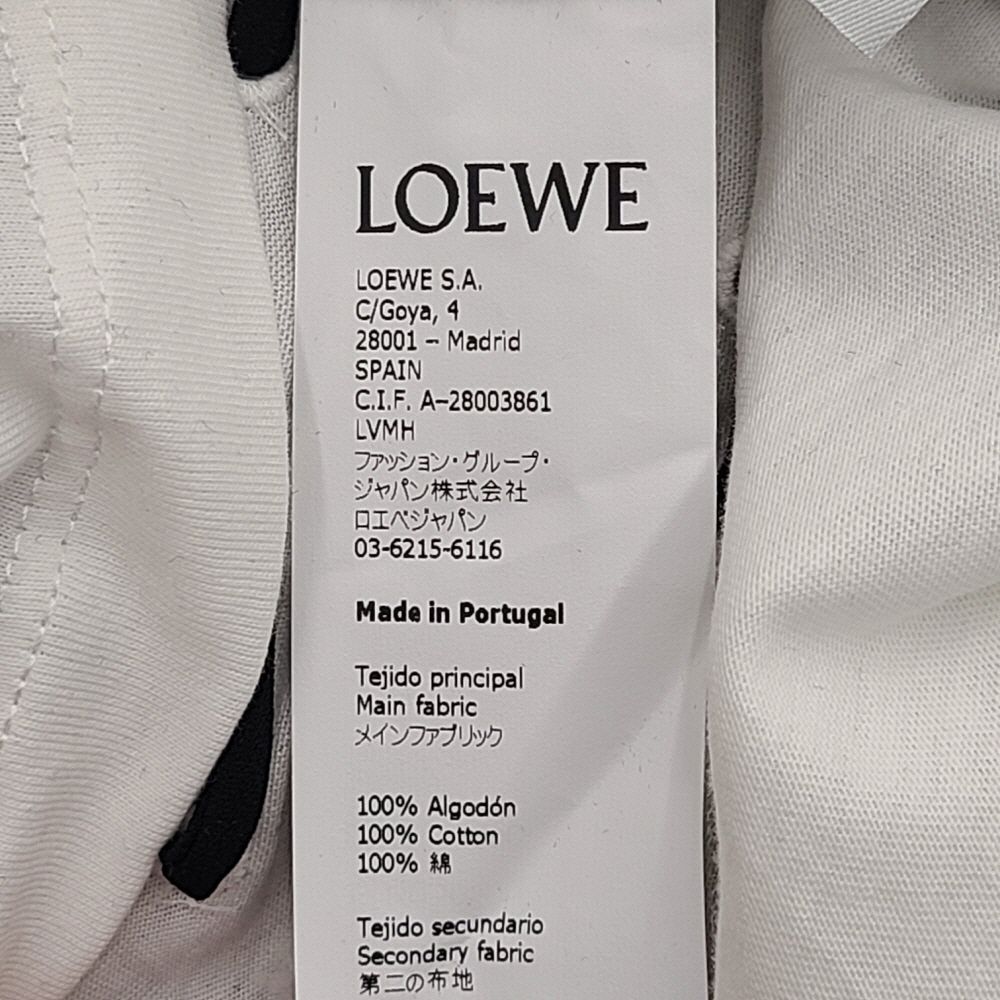 LOEWE
LOEWE S.A.
C/Goya, 4
28001 – Madrid
SPAIN
C.I.F. A–28003861
LVMH
ファッション・グループ・
ジャパン株式会社
ロエベジャパン
03-6215-6116
Made in Portugal
Tejido principal
Main fabric
メインファブリック
100% Algodón
100% Cotton
100% 綿
Tejido secundario
Secondary fabric
第二の布地